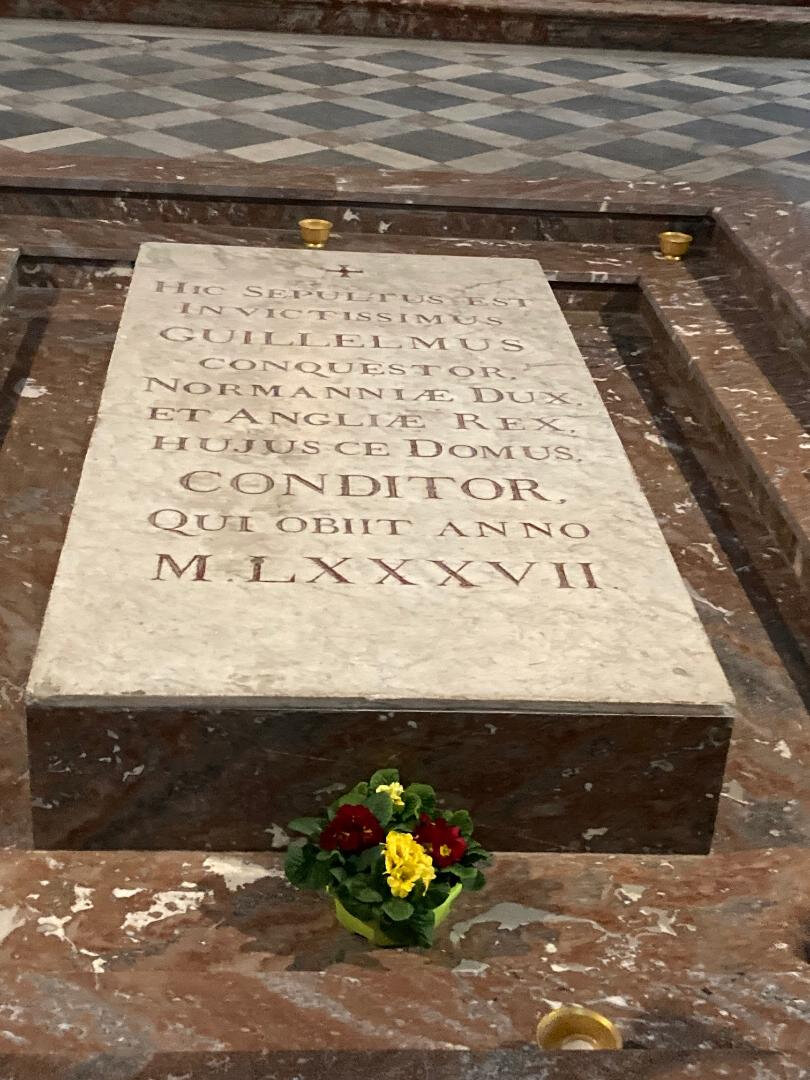 HIC SEPULTUS EST
INVICTISSIMUS
GUILLELMUS
CONQUESTOR,
NORMANNIÆ DUX,
ET ANGLIÆ REX,
HUJUSCE DOMUS,
CONDITOR,
QUI OBIIT ANNO
M.LXXXVII.